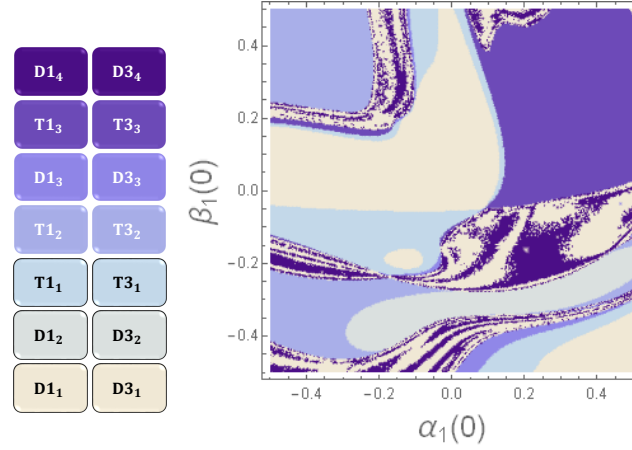 D1₄ D3₄
T1₃ T3₃
D1₃ D3₃
T1₂ T3₂
T1₁ T3₁
D1₂ D3₂
D1₁ D3₁
β₁(0)
0.4
0.2
0.0
−0.2
−0.4
−0.4 −0.2 0.0 0.2 0.4
α₁(0)